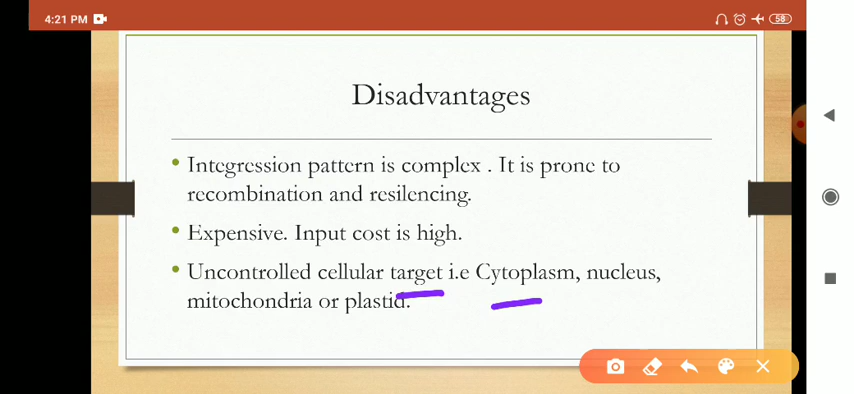 4:21 PM
58
Disadvantages
• Integression pattern is complex . It is prone to
recombination and resilencing.
• Expensive. Input cost is high.
• Uncontrolled cellular target i.e Cytoplasm, nucleus,
mitochondria or plastid.